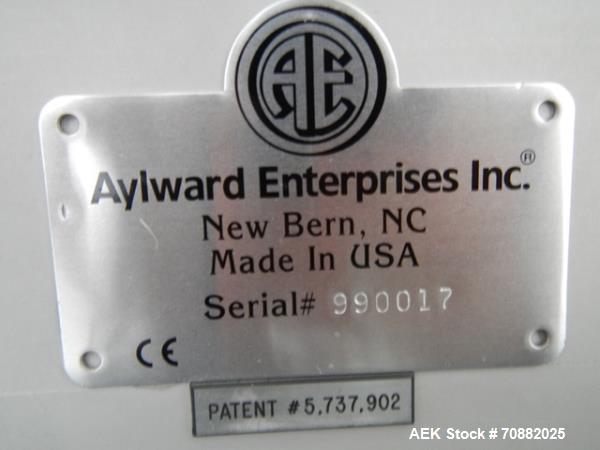 AE
Aylward Enterprises Inc.®
New Bern, NC
Made In USA
Serial# 990017
CE
PATENT #5,737,902
AEK Stock # 70882025